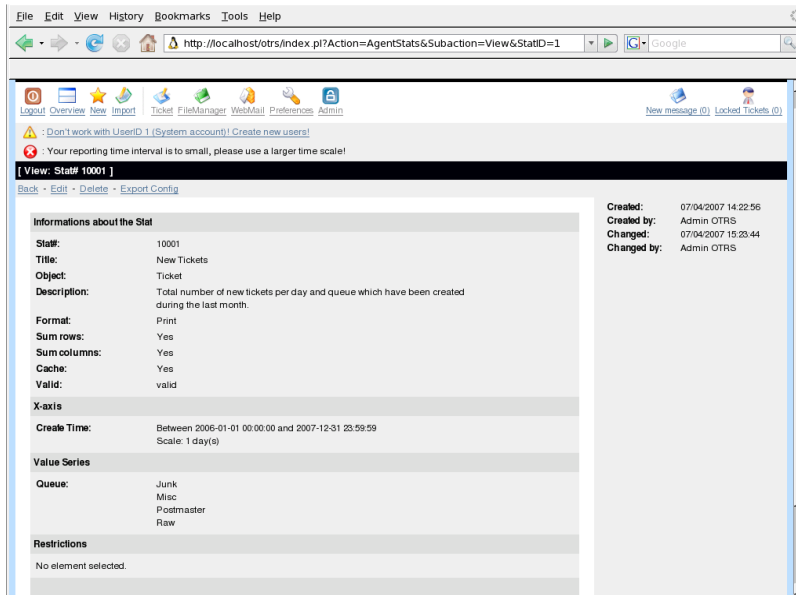 File Edit View History Bookmarks Tools Help
http://localhost/otrs/index.pl?Action=AgentStats&Subaction=View&StatID=1
G Google
Logout Overview New Import Ticket FileManager WebMail Preferences Admin
New message (0) Locked Tickets (0)
: Don't work with UserID 1 (System account)! Create new users!
: Your reporting time interval is to small, please use a larger time scale!
[ View: Stat# 10001 ]
Back - Edit - Delete - Export Config
Informations about the Stat
Stat#: 10001
Title: New Tickets
Object: Ticket
Description: Total number of new tickets per day and queue which have been created
during the last month.
Format: Print
Sum rows: Yes
Sum columns: Yes
Cache: Yes
Valid: valid
X-axis
Create Time: Between 2006-01-01 00:00:00 and 2007-12-31 23:59:59
Scale: 1 day(s)
Value Series
Queue: Junk
Misc
Postmaster
Raw
Restrictions
No element selected.
Created: 07/04/2007 14:22:56
Created by: Admin OTRS
Changed: 07/04/2007 15:23:44
Changed by: Admin OTRS